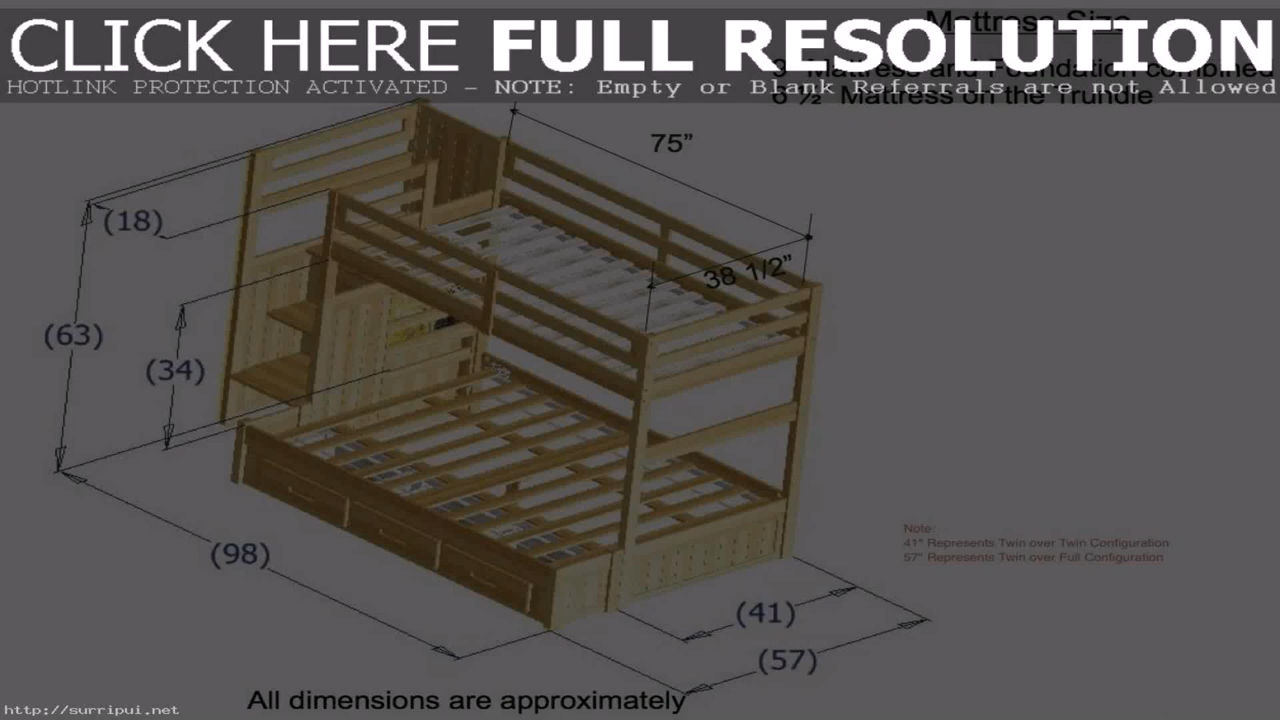 Mattress Size
CLICK HERE FULL RESOLUTION
Mattress and Foundation combined
HOTLINK PROTECTION ACTIVATED – NOTE: Empty or Blank Referrals are not Allowed
6 ½" Mattress on the Trundle
75”
(18)
38 1/2”
(63)
(34)
Note:
41" Represents Twin over Twin Configuration
57" Represents Twin over Full Configuration
(98)
(41)
(57)
All dimensions are approximately
http://surripui.net